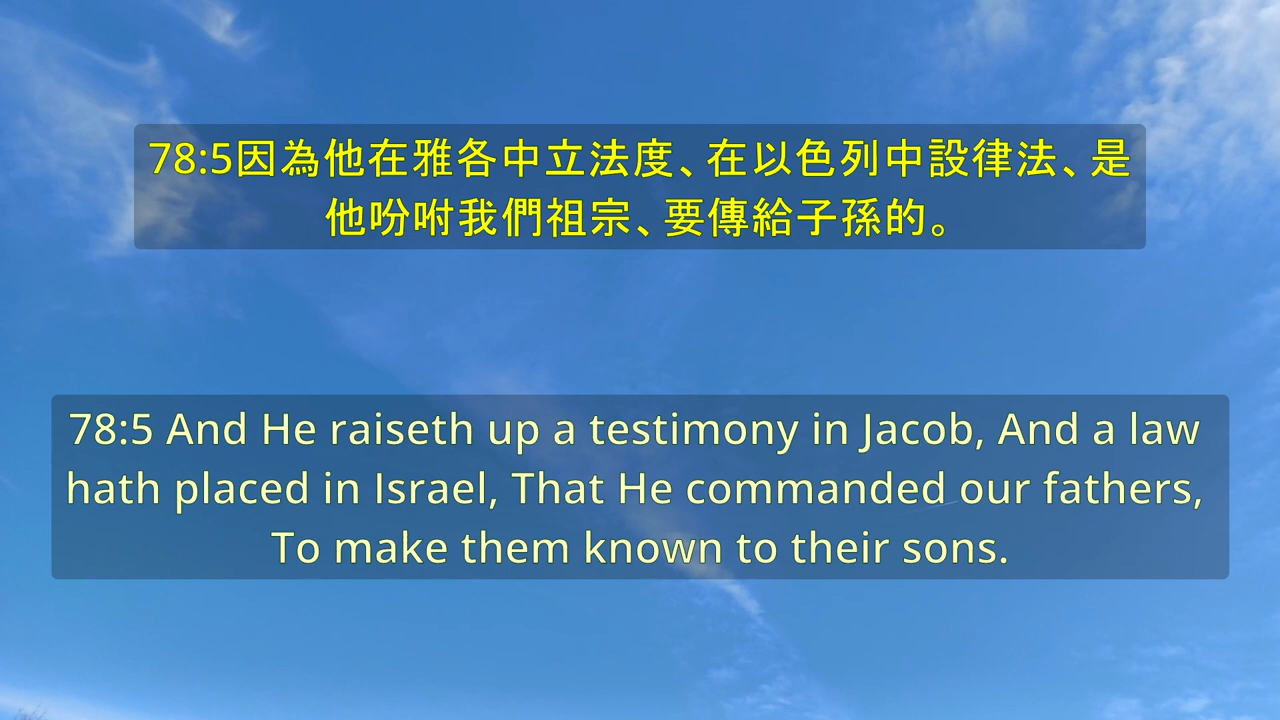 78:5因為他在雅各中立法度、在以色列中設律法、是
他吩咐我們祖宗、要傳給子孫的。
78:5 And He raiseth up a testimony in Jacob, And a law
hath placed in Israel, That He commanded our fathers,
To make them known to their sons.